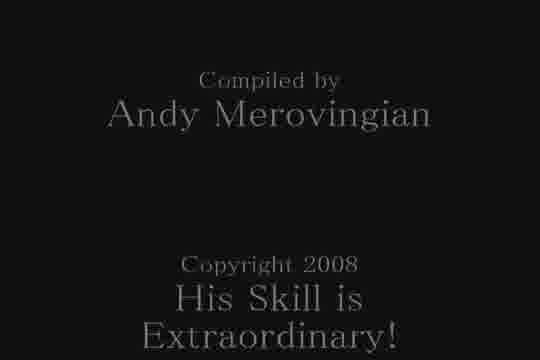 Compiled by
Andy Merovingian
Copyright 2008
His Skill is
Extraordinary!